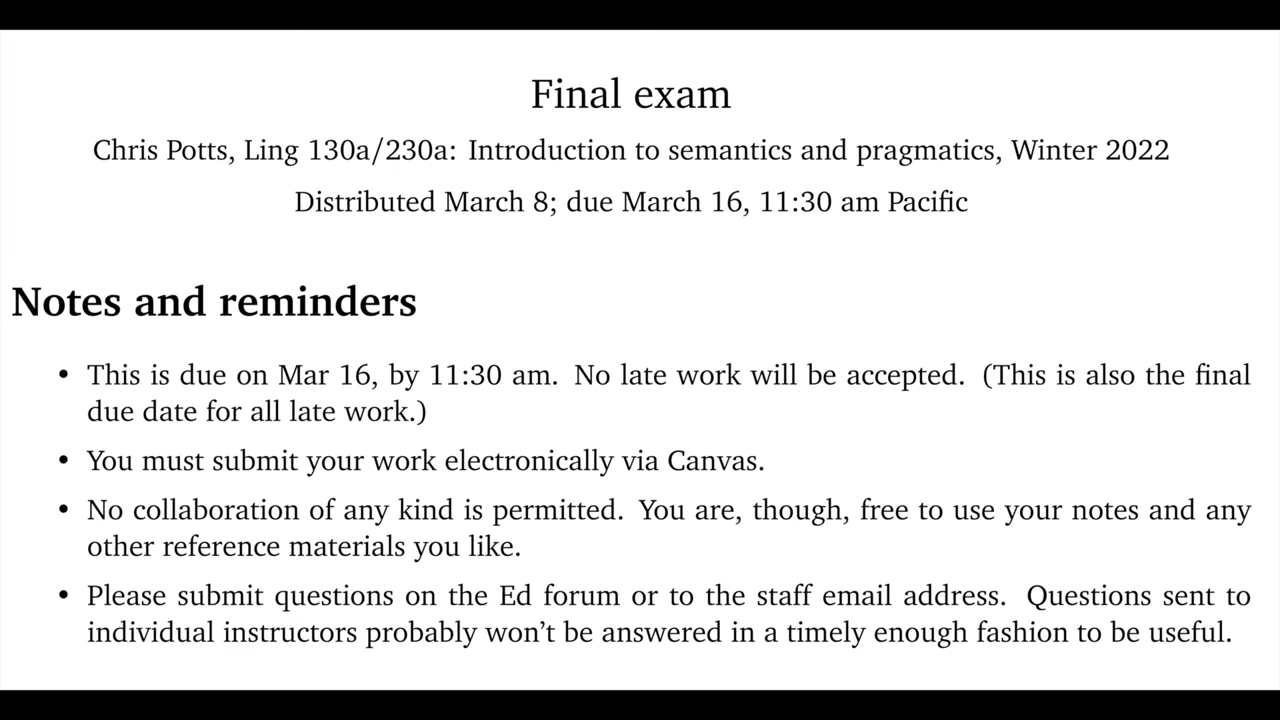 Final exam
Chris Potts, Ling 130a/230a: Introduction to semantics and pragmatics, Winter 2022
Distributed March 8; due March 16, 11:30 am Pacific
Notes and reminders
• This is due on Mar 16, by 11:30 am. No late work will be accepted. (This is also the final
due date for all late work.)
• You must submit your work electronically via Canvas.
• No collaboration of any kind is permitted. You are, though, free to use your notes and any
other reference materials you like.
• Please submit questions on the Ed forum or to the staff email address. Questions sent to
individual instructors probably won’t be answered in a timely enough fashion to be useful.